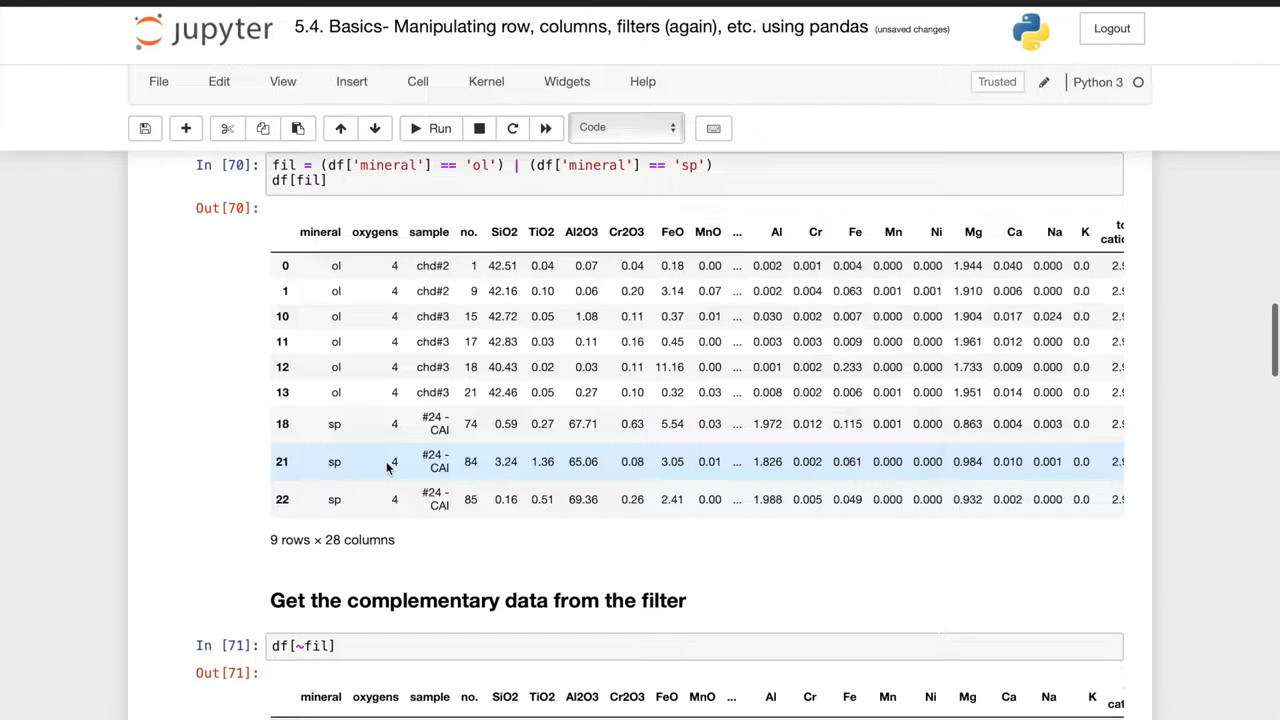 jupyter 5.4. Basics- Manipulating row, columns, filters (again), etc. using pandas (unsaved changes) Logout
File Edit View Insert Cell Kernel Widgets Help Trusted Python 3
Run Code
In [70]: fil = (df['mineral'] == 'ol') | (df['mineral'] == 'sp')
df[fil]
Out[70]:
mineral oxygens sample no. SiO2 TiO2 Al2O3 Cr2O3 FeO MnO ... Al Cr Fe Mn Ni Mg Ca Na K to
catio
0 ol 4 chd#2 1 42.51 0.04 0.07 0.04 0.18 0.00 ... 0.002 0.001 0.004 0.000 0.000 1.944 0.040 0.000 0.0 2.9
1 ol 4 chd#2 9 42.16 0.10 0.06 0.20 3.14 0.07 ... 0.002 0.004 0.063 0.001 0.001 1.910 0.006 0.000 0.0 2.9
10 ol 4 chd#3 15 42.72 0.05 1.08 0.11 0.37 0.01 ... 0.030 0.002 0.007 0.000 0.000 1.904 0.017 0.024 0.0 2.9
11 ol 4 chd#3 17 42.83 0.03 0.11 0.16 0.45 0.00 ... 0.003 0.003 0.009 0.000 0.000 1.961 0.012 0.000 0.0 2.9
12 ol 4 chd#3 18 40.43 0.02 0.03 0.11 11.16 0.00 ... 0.001 0.002 0.233 0.000 0.000 1.733 0.009 0.000 0.0 2.9
13 ol 4 chd#3 21 42.46 0.05 0.27 0.10 0.32 0.03 ... 0.008 0.002 0.006 0.001 0.000 1.951 0.014 0.000 0.0 2.9
18 sp 4 #24 - CAI 74 0.59 0.27 67.71 0.63 5.54 0.03 ... 1.972 0.012 0.115 0.001 0.000 0.863 0.004 0.003 0.0 2.9
21 sp 4 #24 - CAI 84 3.24 1.36 65.06 0.08 3.05 0.01 ... 1.826 0.002 0.061 0.000 0.000 0.984 0.010 0.001 0.0 2.9
22 sp 4 #24 - CAI 85 0.16 0.51 69.36 0.26 2.41 0.00 ... 1.988 0.005 0.049 0.000 0.000 0.932 0.002 0.000 0.0 2.9
9 rows × 28 columns
Get the complementary data from the filter
In [71]: df[~fil]
Out[71]:
mineral oxygens sample no. SiO2 TiO2 Al2O3 Cr2O3 FeO MnO ... Al Cr Fe Mn Ni Mg Ca Na K
cat